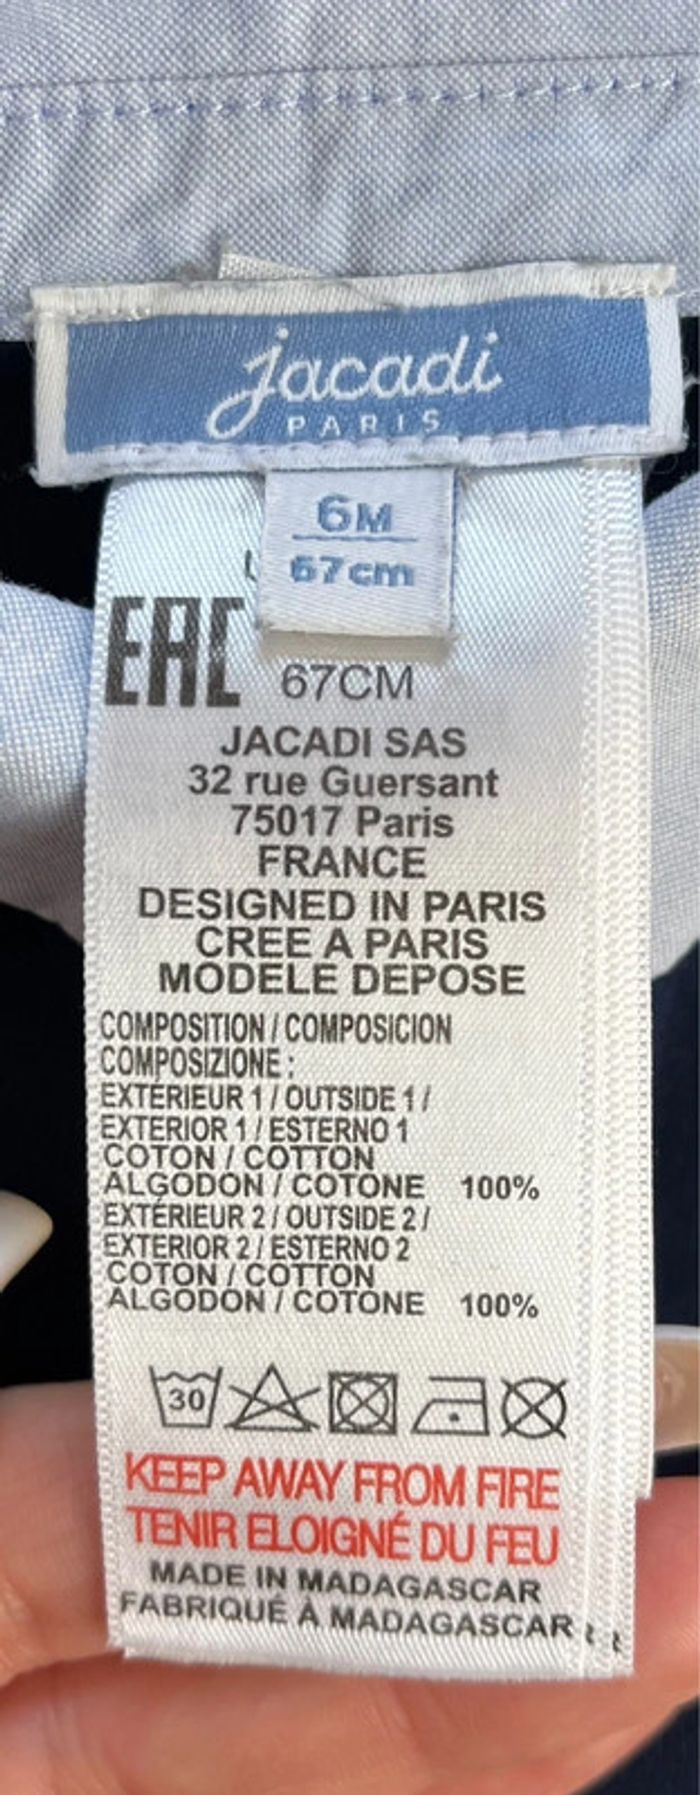 jacadi
PARIS
6M
67cm
EAC
67CM
JACADI SAS
32 rue Guersant
75017 Paris
FRANCE
DESIGNED IN PARIS
CREE A PARIS
MODELE DEPOSE
COMPOSITION / COMPOSICION
COMPOSIZIONE :
EXTÉRIEUR 1 / OUTSIDE 1 /
EXTERIOR 1 / ESTERNO 1
COTON / COTTON
ALGODON / COTONE 100%
EXTÉRIEUR 2 / OUTSIDE 2 /
EXTERIOR 2 / ESTERNO 2
COTON / COTTON
ALGODON / COTONE 100%
30
KEEP AWAY FROM FIRE
TENIR ELOIGNÉ DU FEU
MADE IN MADAGASCAR
FABRIQUÉ À MADAGASCAR